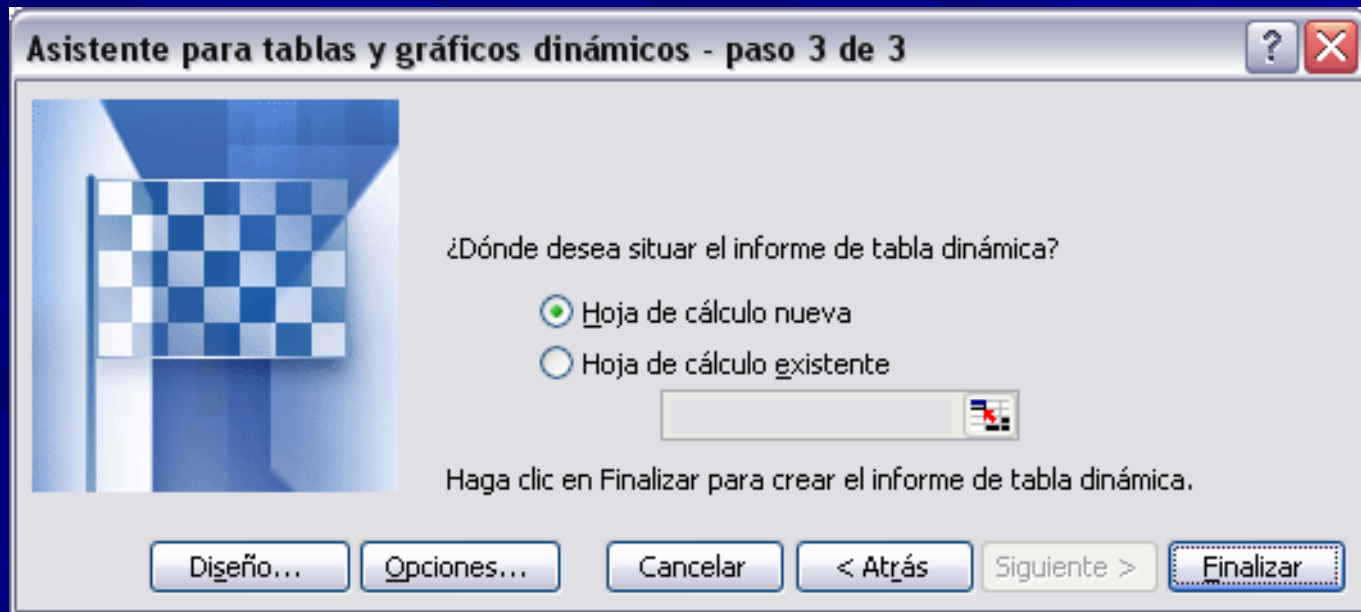 Asistente para tablas y gráficos dinámicos - paso 3 de 3
?
¿Dónde desea situar el informe de tabla dinámica?
Hoja de cálculo nueva
Hoja de cálculo existente
Haga clic en Finalizar para crear el informe de tabla dinámica.
Diseño... Opciones... Cancelar < Atrás Siguiente > Finalizar